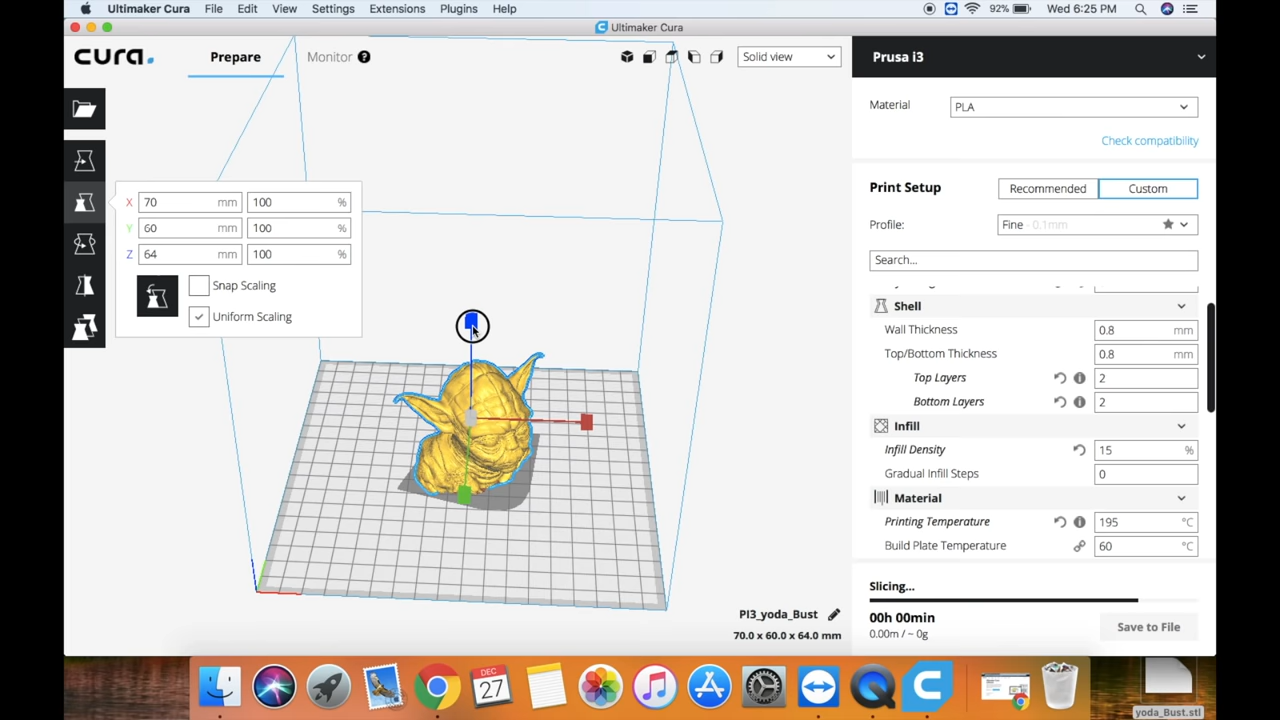 Ultimaker Cura File Edit View Settings Extensions Plugins Help 92% Wed 6:25 PM
Ultimaker Cura
cura. Prepare Monitor ? Solid view Prusa i3
Material PLA
Check compatibility
Print Setup Recommended Custom
Profile: Fine - 0.1mm
Search...
X 70 mm 100 %
Y 60 mm 100 %
Z 64 mm 100 %
Snap Scaling
Uniform Scaling
Shell
Wall Thickness 0.8 mm
Top/Bottom Thickness 0.8 mm
Top Layers 2
Bottom Layers 2
Infill
Infill Density 15 %
Gradual Infill Steps 0
Material
Printing Temperature 195 °C
Build Plate Temperature 60 °C
Slicing...
00h 00min
0.00m / ~ 0g
Save to File
PI3_yoda_Bust
70.0 x 60.0 x 64.0 mm
DEC
27
yoda_Bust.stl